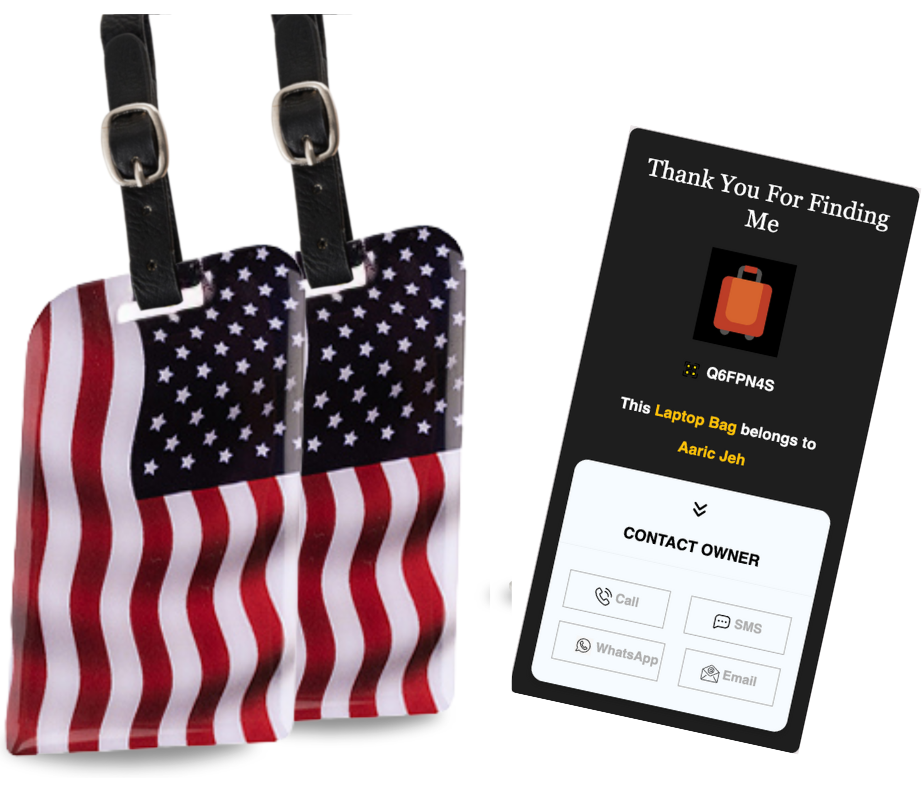 Thank You For Finding
Me
Q6FPN4S
This Laptop Bag belongs to
Aaric Jeh
CONTACT OWNER
Call
SMS
WhatsApp
Email